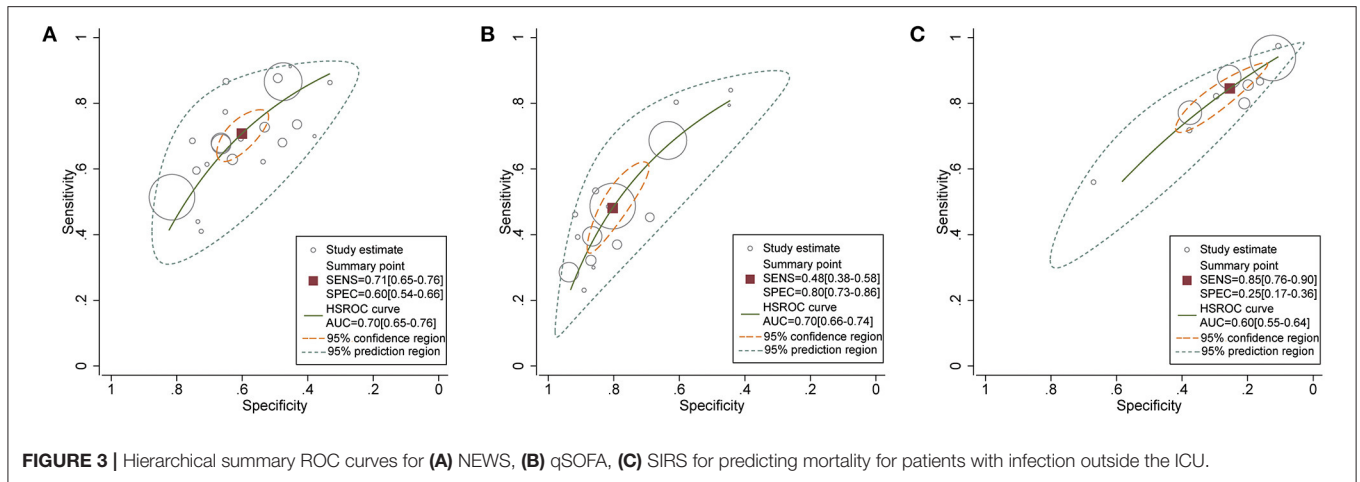 A
B
C
1
.8
.6
.4
.2
0
Sensitivity
1 .8 .6 .4 .2 0
Specificity
Study estimate
Summary point
SENS=0.71[0.65-0.76]
SPEC=0.60[0.54-0.66]
HSROC curve
AUC=0.70[0.65-0.76]
95% confidence region
95% prediction region
1
.8
.6
.4
.2
0
Sensitivity
1 .8 .6 .4 .2 0
Specificity
Study estimate
Summary point
SENS=0.48[0.38-0.58]
SPEC=0.80[0.73-0.86]
HSROC curve
AUC=0.70[0.66-0.74]
95% confidence region
95% prediction region
1
.8
.6
.4
.2
0
Sensitivity
1 .8 .6 .4 .2 0
Specificity
Study estimate
Summary point
SENS=0.85[0.76-0.90]
SPEC=0.25[0.17-0.36]
HSROC curve
AUC=0.60[0.55-0.64]
95% confidence region
95% prediction region
FIGURE 3 | Hierarchical summary ROC curves for (A) NEWS, (B) qSOFA, (C) SIRS for predicting mortality for patients with infection outside the ICU.